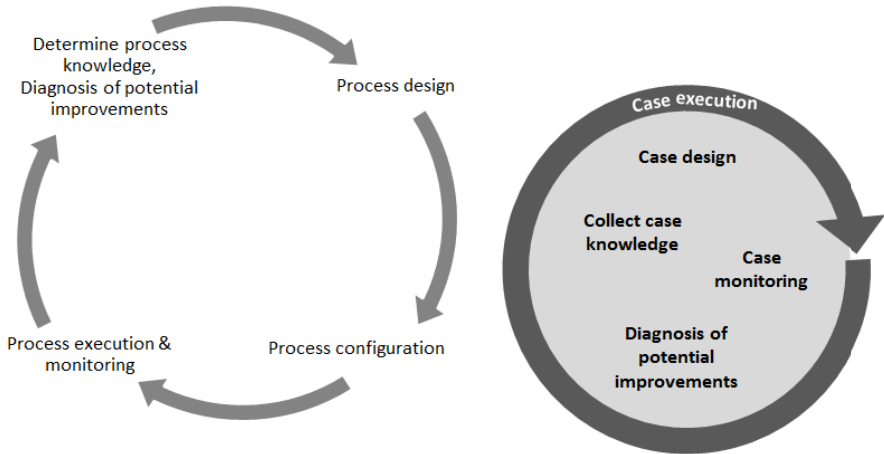 Determine process
knowledge,
Diagnosis of potential
improvements
Process design
Process execution &
monitoring
Process configuration
Case execution
Case design
Collect case
knowledge
Case
monitoring
Diagnosis of
potential
improvements